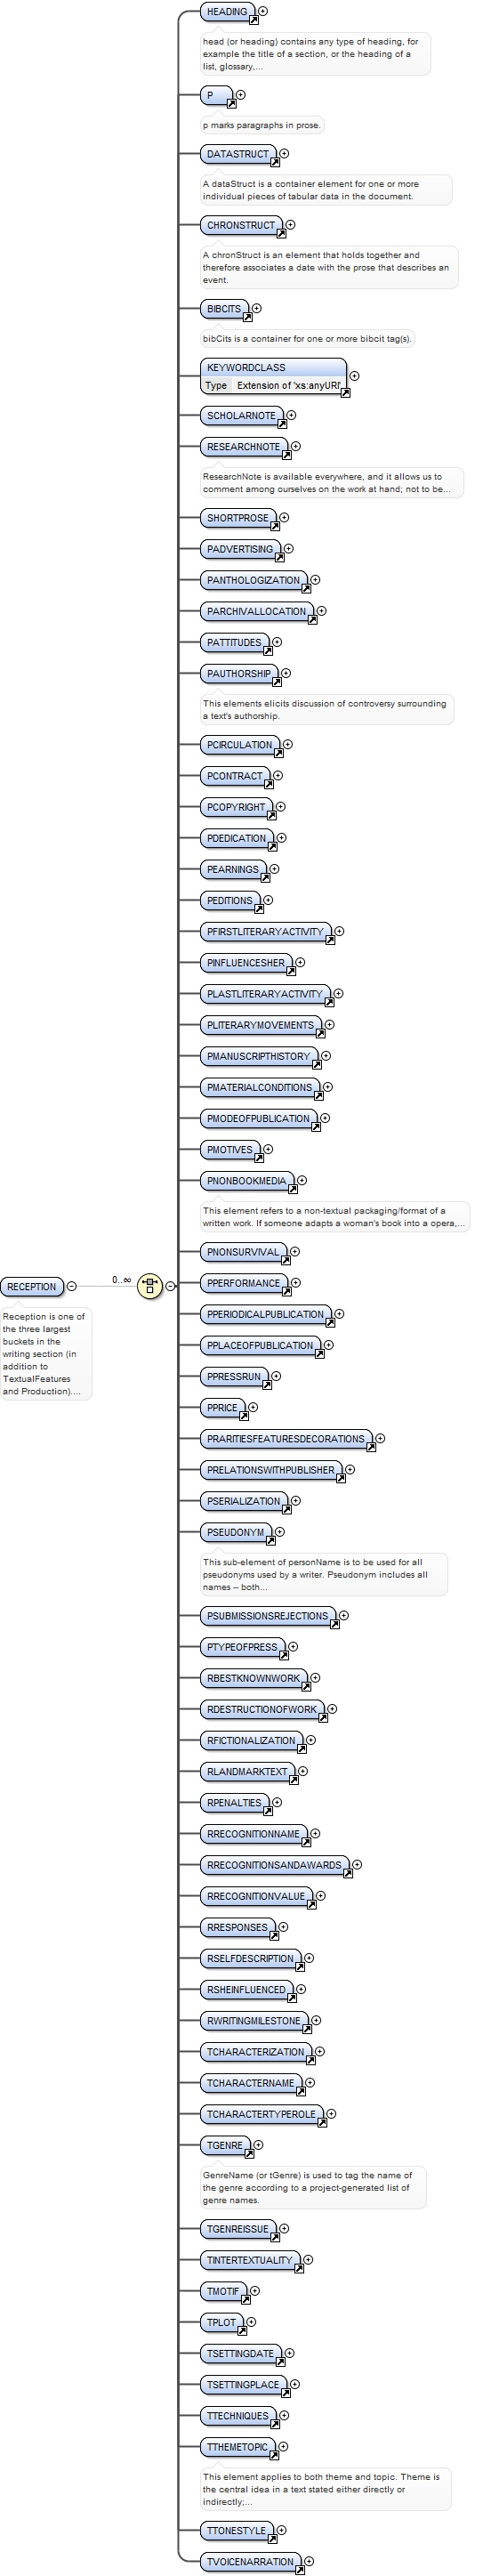 HEADING
head (or heading) contains any type of heading, for
example the title of a section, or the heading of a
list, glossary,...
P
p marks paragraphs in prose.
DATASTRUCT
A dataStruct is a container element for one or more
individual pieces of tabular data in the document.
CHRONSTRUCT
A chronStruct is an element that holds together and
therefore associates a date with the prose that describes an
event.
BIBCITS
bibCits is a container for one or more bibcit tag(s).
KEYWORDCLASS
Type Extension of 'xs:anyURI'
SCHOLARNOTE
RESEARCHNOTE
ResearchNote is available everywhere, and it allows us to
comment among ourselves on the work at hand; not to be...
SHORTPROSE
PADVERTISING
PANTHOLOGIZATION
PARCHIVALLOCATION
PATTITUDES
PAUTHORSHIP
This elements elicits discussion of controversy surrounding
a text's authorship.
PCIRCULATION
PCONTRACT
PCOPYRIGHT
PDEDICATION
PEARNINGS
PEDITIONS
PFIRSTLITERARYACTIVITY
PINFLUENCESHER
PLASTLITERARYACTIVITY
PLITERARYMOVEMENTS
PMANUSCRIPTHISTORY
PMATERIALCONDITIONS
PMODEOFPUBLICATION
PMOTIVES
PNONBOOKMEDIA
This element refers to a non-textual packaging/format of a
written work. If someone adapts a woman's book into a opera,...
PNONSURVIVAL
RECEPTION
0..∞
Reception is one of
the three largest
buckets in the
writing section (in
addition to
TextualFeatures
and Production)....
PPERFORMANCE
PPERIODICALPUBLICATION
PPLACEOFPUBLICATION
PPRESSRUN
PPRICE
PRARITIESFEATURESDECORATIONS
PRELATIONSWITHPUBLISHER
PSERIALIZATION
PSEUDONYM
This sub-element of personName is to be used for all
pseudonyms used by a writer. Pseudonym includes all
names -- both...
PSUBMISSIONSREJECTIONS
PTYPEOFPRESS
RBESTKNOWNWORK
RDESTRUCTIONOFWORK
RFICTIONALIZATION
RLANDMARKTEXT
RPENALTIES
RRECOGNITIONNAME
RRECOGNITIONSANDAWARDS
RRECOGNITIONVALUE
RRESPONSES
RSELFDESCRIPTION
RSHEINFLUENCED
RWRITINGMILESTONE
TCHARACTERIZATION
TCHARACTERNAME
TCHARACTERTYPEROLE
TGENRE
GenreName (or tGenre) is used to tag the name of
the genre according to a project-generated list of
genre names.
TGENREISSUE
TINTERTEXTUALITY
TMOTIF
TPLOT
TSETTINGDATE
TSETTINGPLACE
TTECHNIQUES
TTHEMETOPIC
This element applies to both theme and topic. Theme is
the central idea in a text stated either directly or
indirectly;...
TTONESTYLE
TVOICENARRATION